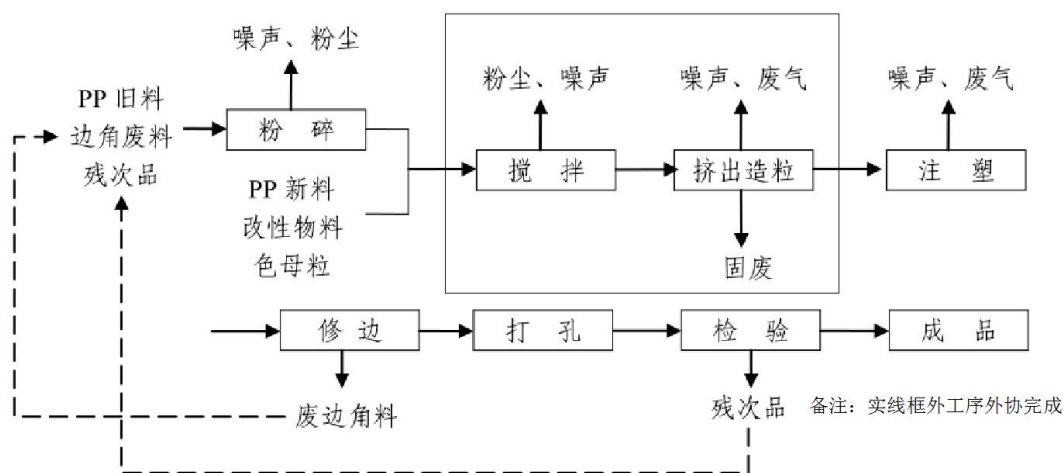 噪声、粉尘
粉尘、噪声
噪声、废气
噪声、废气
PP 旧料
边角废料
残次品
粉 碎
搅 拌
挤出造粒
注 塑
PP 新料
改性物料
色母粒
固废
修 边
打 孔
检 验
成 品
废边角料
残次品
备注：实线框外工序外协完成